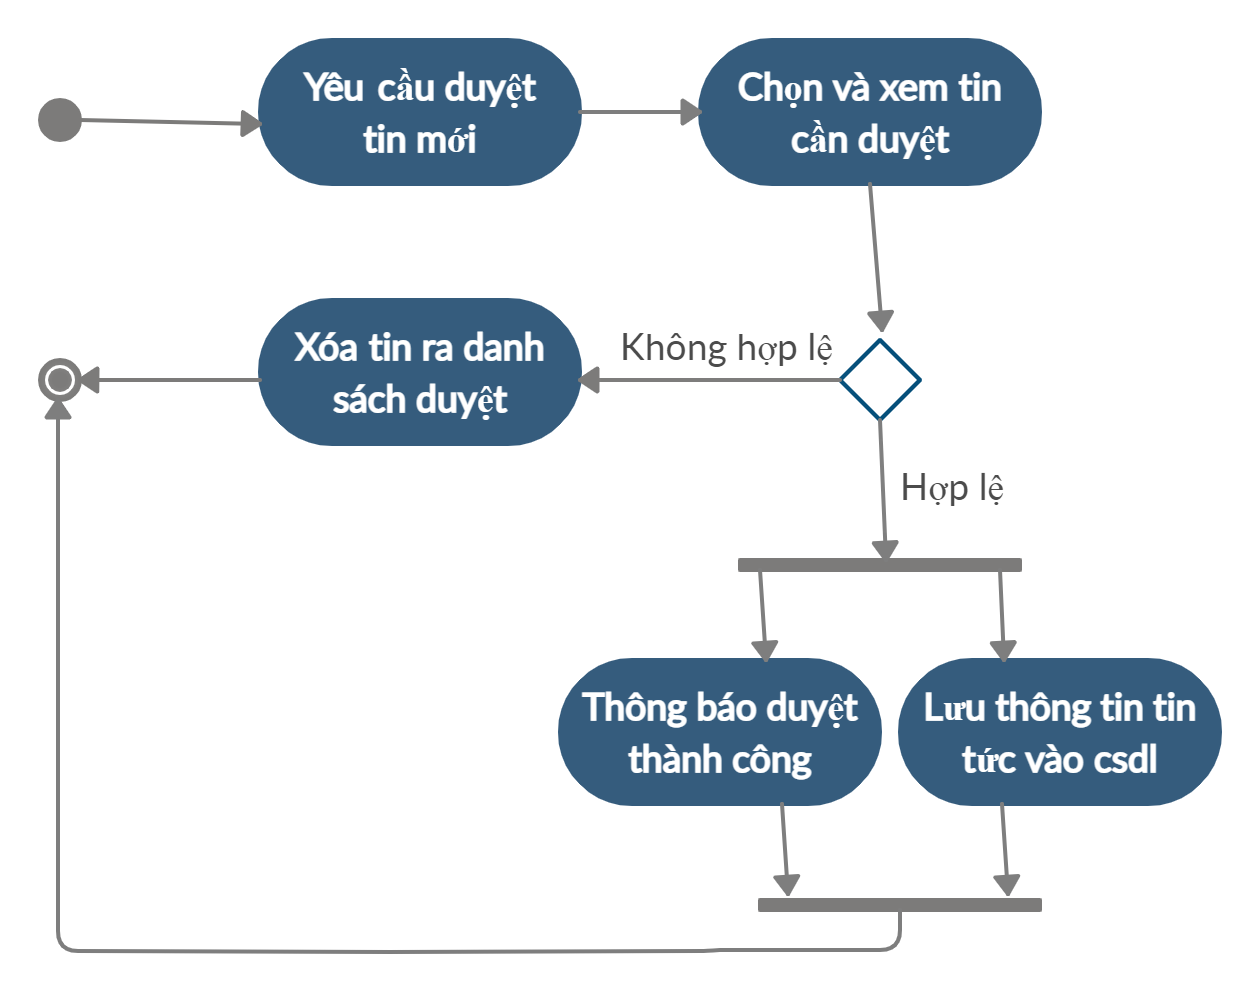 Yêu cầu duyệt
tin mới
Chọn và xem tin
cần duyệt
Xóa tin ra danh
sách duyệt
Không hợp lệ
Hợp lệ
Thông báo duyệt
thành công
Lưu thông tin tin
tức vào csdl